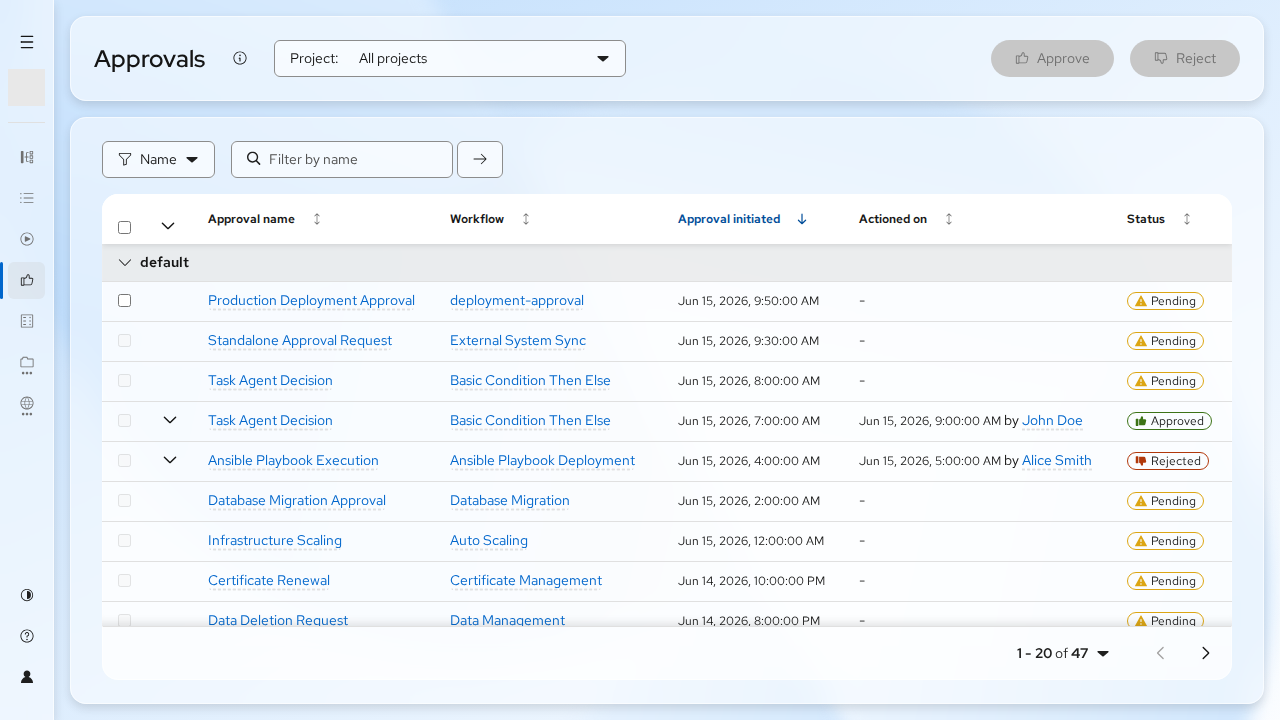 Approvals
Project: All projects
Approve
Reject
Name
Filter by name
Approval name Workflow Approval initiated Actioned on Status
default
Production Deployment Approval deployment-approval Jun 15, 2026, 9:50:00 AM - Pending
Standalone Approval Request External System Sync Jun 15, 2026, 9:30:00 AM - Pending
Task Agent Decision Basic Condition Then Else Jun 15, 2026, 8:00:00 AM - Pending
Task Agent Decision Basic Condition Then Else Jun 15, 2026, 7:00:00 AM Jun 15, 2026, 9:00:00 AM by John Doe Approved
Ansible Playbook Execution Ansible Playbook Deployment Jun 15, 2026, 4:00:00 AM Jun 15, 2026, 5:00:00 AM by Alice Smith Rejected
Database Migration Approval Database Migration Jun 15, 2026, 2:00:00 AM - Pending
Infrastructure Scaling Auto Scaling Jun 15, 2026, 12:00:00 AM - Pending
Certificate Renewal Certificate Management Jun 14, 2026, 10:00:00 PM - Pending
Data Deletion Request Data Management Jun 14, 2026, 8:00:00 PM - Pending
1 - 20 of 47